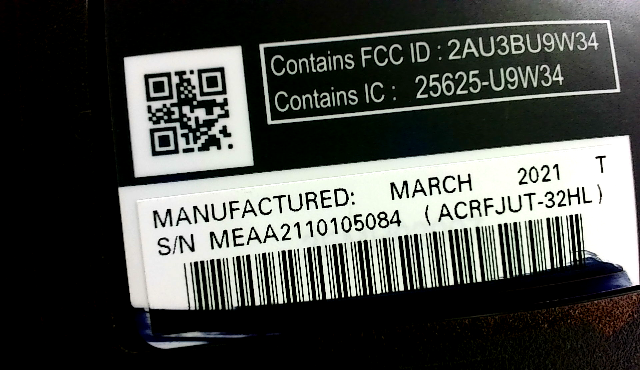 Contains FCC ID : 2AU3BU9W34
Contains IC : 25625-U9W34
MANUFACTURED: MARCH 2021 T
S/N MEAA2110105084 (ACRFJUT-32HL)